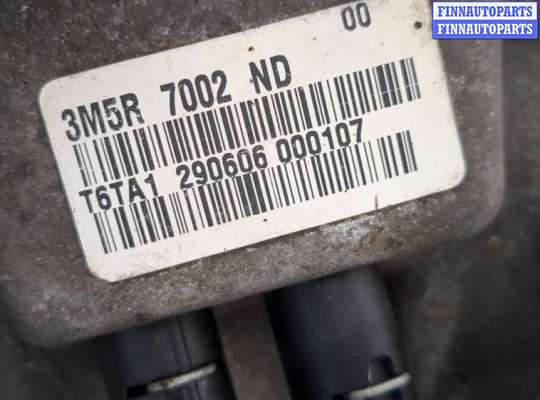 FINNAUTOPARTS
FINNAUTOPARTS
00
3M5R 7002 ND
T6TA1 290606 000107